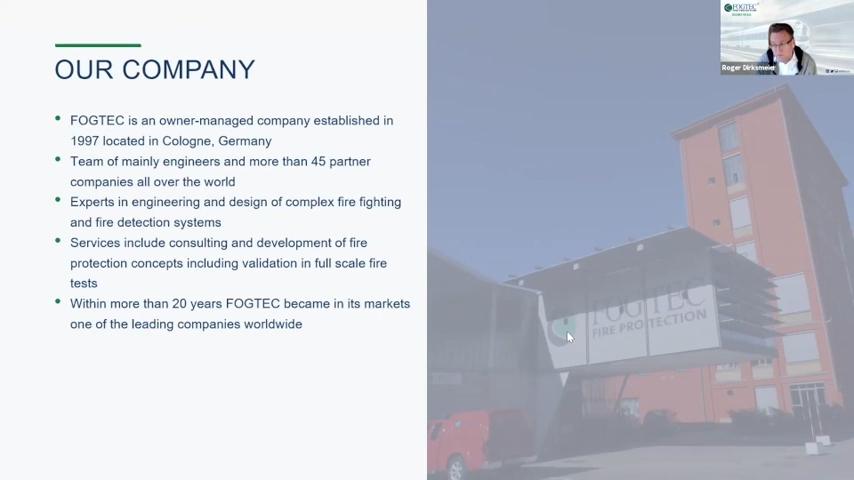 OUR COMPANY
FOGTEC is an owner-managed company established in
1997 located in Cologne, Germany
Team of mainly engineers and more than 45 partner
companies all over the world
Experts in engineering and design of complex fire fighting
and fire detection systems
Services include consulting and development of fire
protection concepts including validation in full scale fire
tests
Within more than 20 years FOGTEC became in its markets
one of the leading companies worldwide
FOGTEC
FIRE PROTECTION
FOGTEC
Roger Dirksmeier